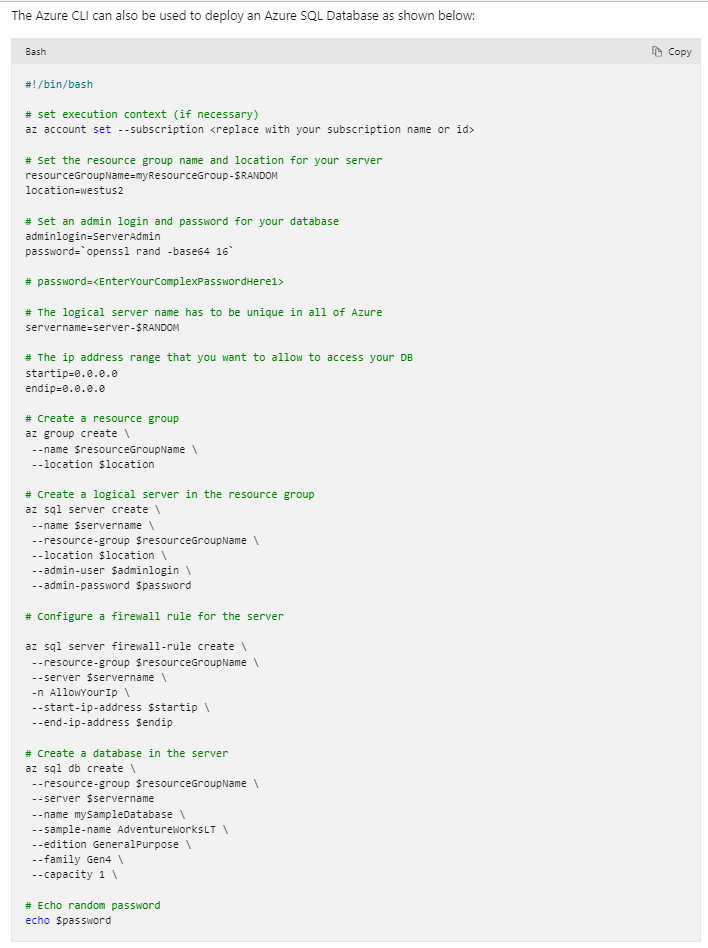 The Azure CLI can also be used to deploy an Azure SQL Database as shown below:
Bash
Copy
#!/bin/bash
# set execution context (if necessary)
az account set --subscription <replace with your subscription name or id>
# Set the resource group name and location for your server
resourceGroupName=myResourceGroup-$RANDOM
location=westus2
# Set an admin login and password for your database
adminlogin=ServerAdmin
password=`openssl rand -base64 16`
# password=<EnterYourComplexPasswordHere1>
# The logical server name has to be unique in all of Azure
servername=server-$RANDOM
# The ip address range that you want to allow to access your DB
startip=0.0.0.0
endip=0.0.0.0
# Create a resource group
az group create \
--name $resourceGroupName \
--location $location
# Create a logical server in the resource group
az sql server create \
--name $servername \
--resource-group $resourceGroupName \
--location $location \
--admin-user $adminlogin \
--admin-password $password
# Configure a firewall rule for the server
az sql server firewall-rule create \
--resource-group $resourceGroupName \
--server $servername \
-n AllowYourIp \
--start-ip-address $startip \
--end-ip-address $endip
# Create a database in the server
az sql db create \
--resource-group $resourceGroupName \
--server $servername
--name mySampleDatabase \
--sample-name AdventureWorksLT \
--edition GeneralPurpose \
--family Gen4 \
--capacity 1 \
# Echo random password
echo $password